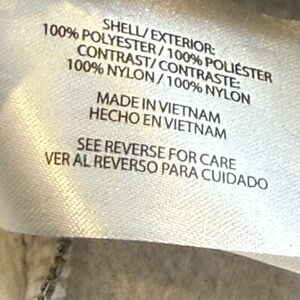 SHELL/ EXTERIOR:
100% POLYESTER / 100% POLIÉSTER
CONTRAST/ CONTRASTE:
100% NYLON / 100% NYLON
MADE IN VIETNAM
HECHO EN VIETNAM
SEE REVERSE FOR CARE
VER AL REVERSO PARA CUIDADO